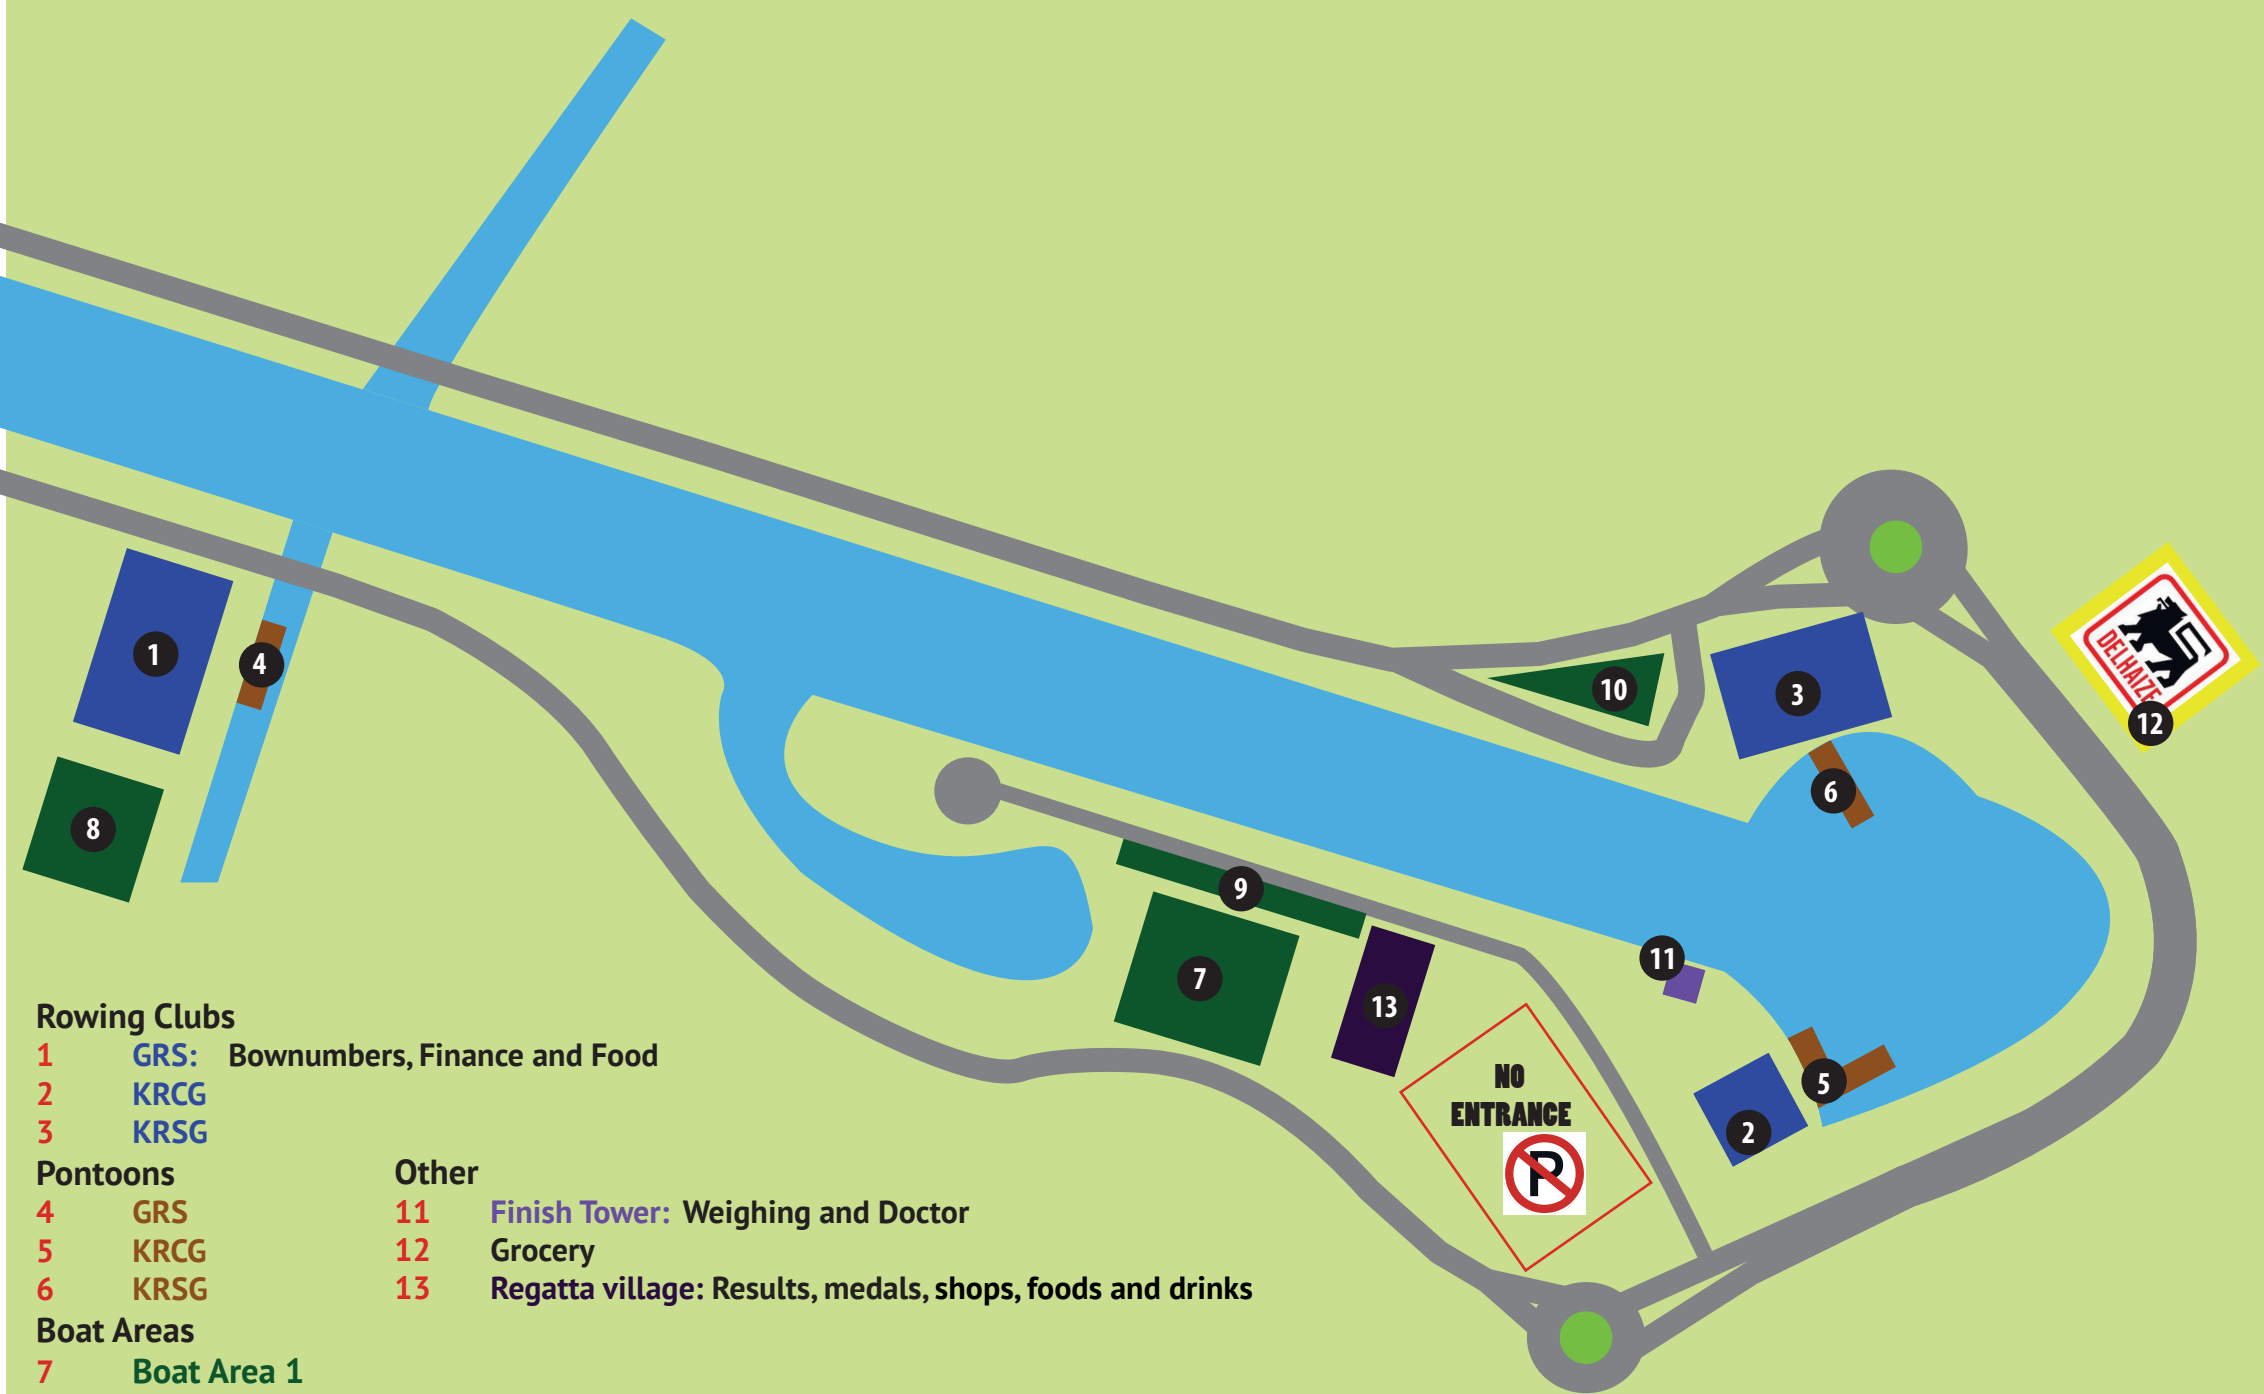 1
4
8
10
3
DELHAIZE
12
6
9
7
13
11
5
2
NO
ENTRANCE
P
Rowing Clubs
1 GRS: Bownumbers, Finance and Food
2 KRCG
3 KRSG
Pontoons
4 GRS
5 KRCG
6 KRSG
Boat Areas
7 Boat Area 1
Other
11 Finish Tower: Weighing and Doctor
12 Grocery
13 Regatta village: Results, medals, shops, foods and drinks